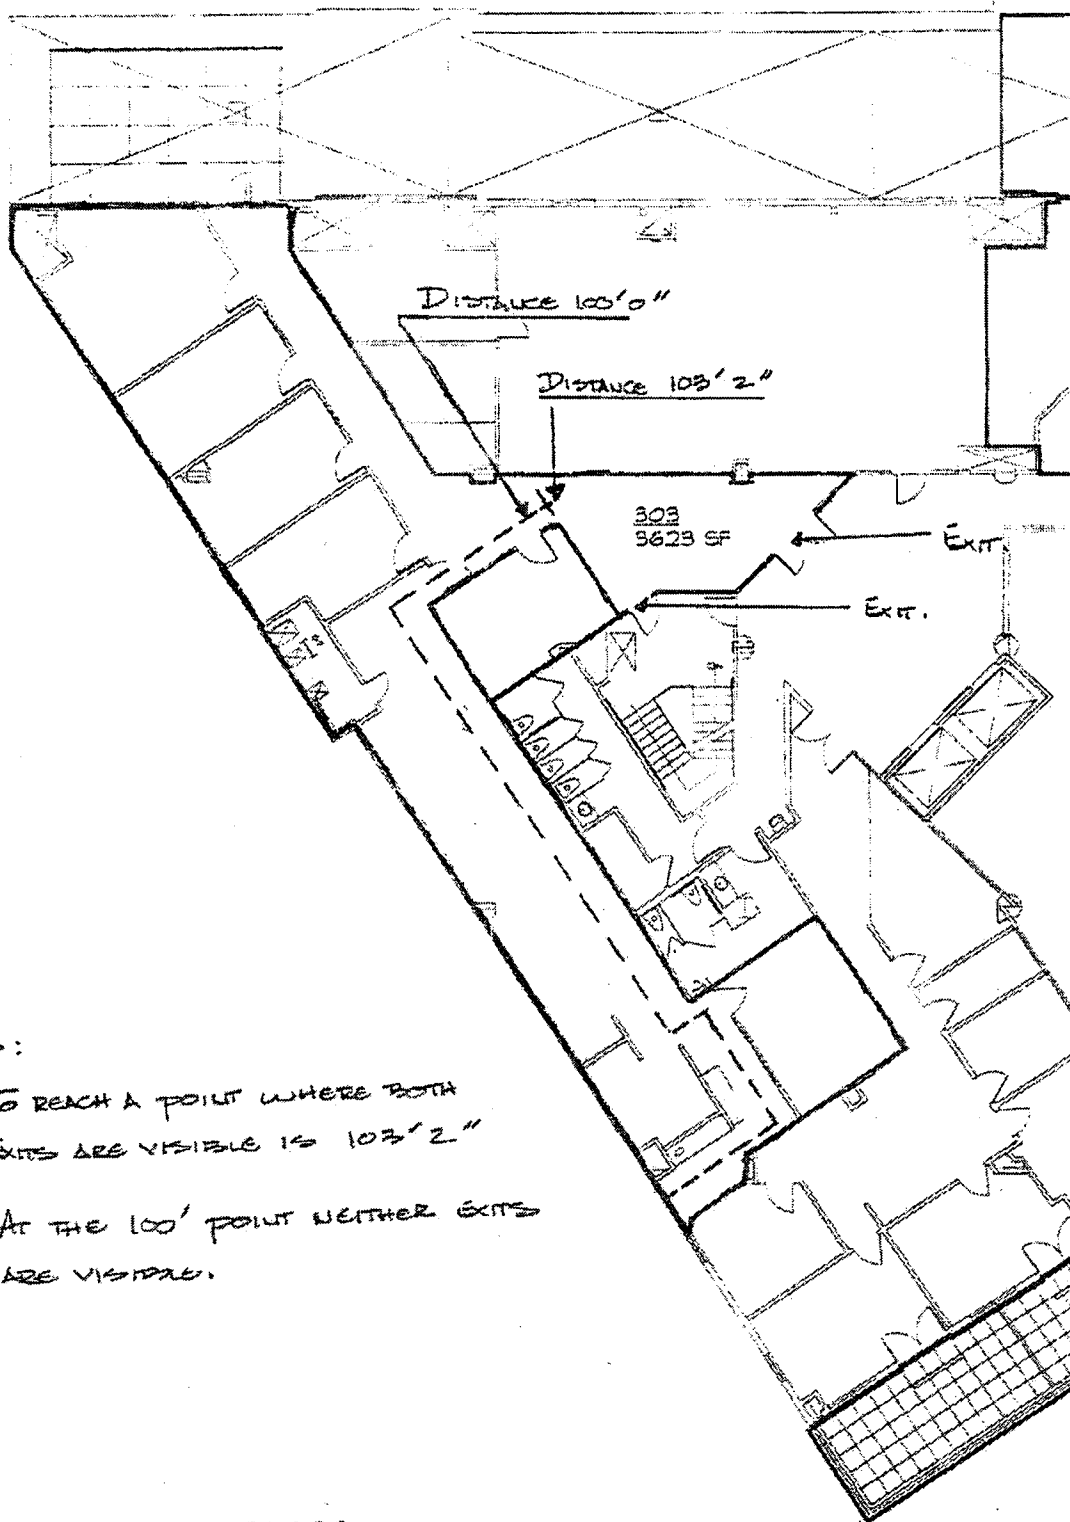 DISTANCE 100'0"
DISTANCE 103'2"
303
3623 SF
EXIT
EXIT.
REACH A POINT WHERE BOTH
ARE VISIBLE IS 103'2"
AT THE 100' POINT NEITHER EXITS
ARE VISIBLE.